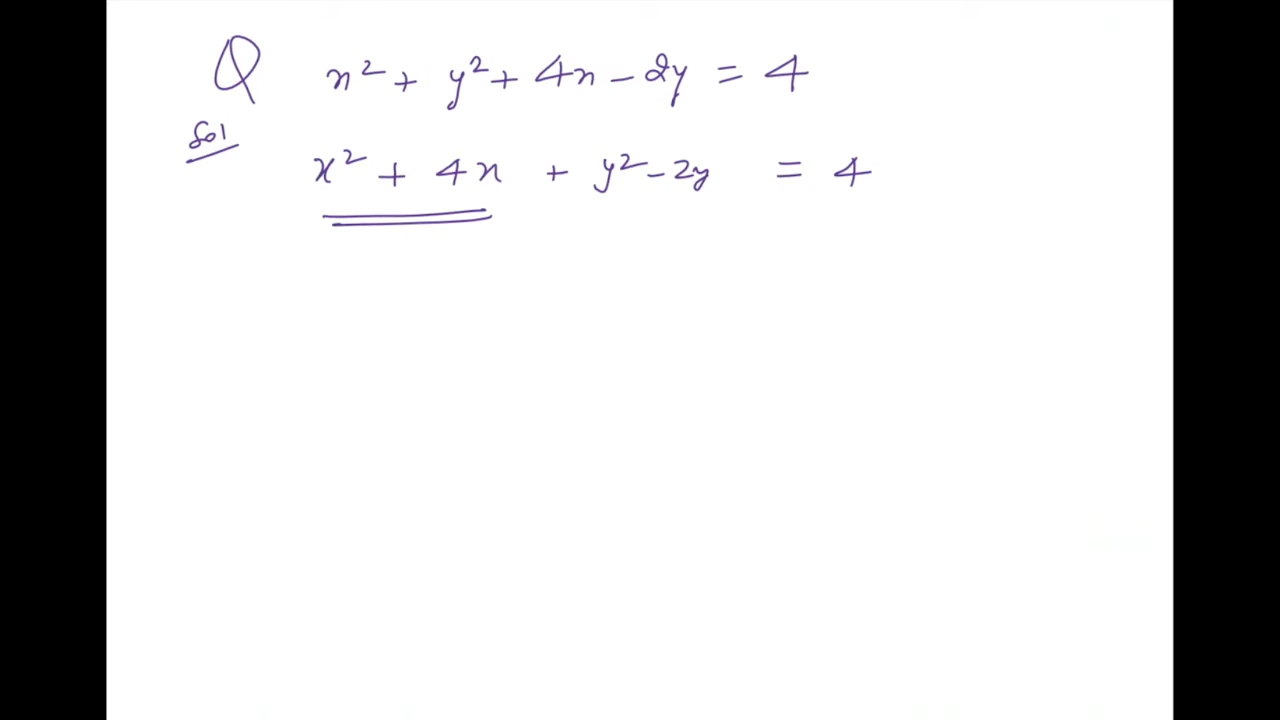 Q x² + y² + 4x - 2y = 4
Sol
x² + 4x + y² - 2y = 4